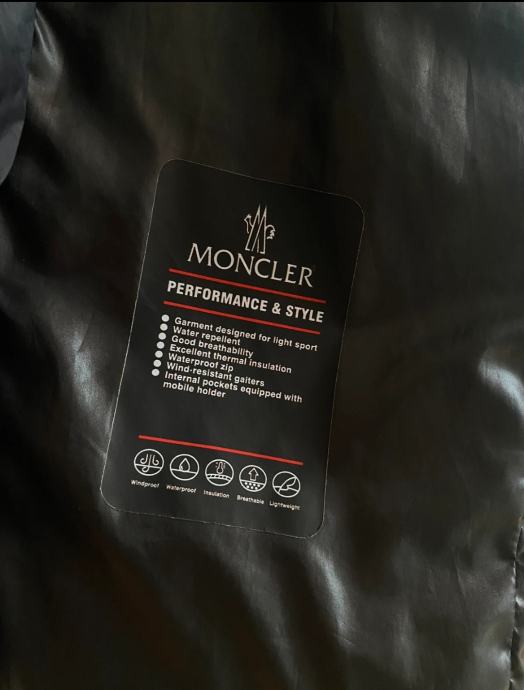 MONCLER
PERFORMANCE & STYLE
Garment designed for light sport
Water repellent
Good breathability
Excellent thermal insulation
Waterproof zip
Wind-resistant gaiters
Internal pockets equipped with
mobile holder
Windproof Waterproof Insulation Breathable Lightweight